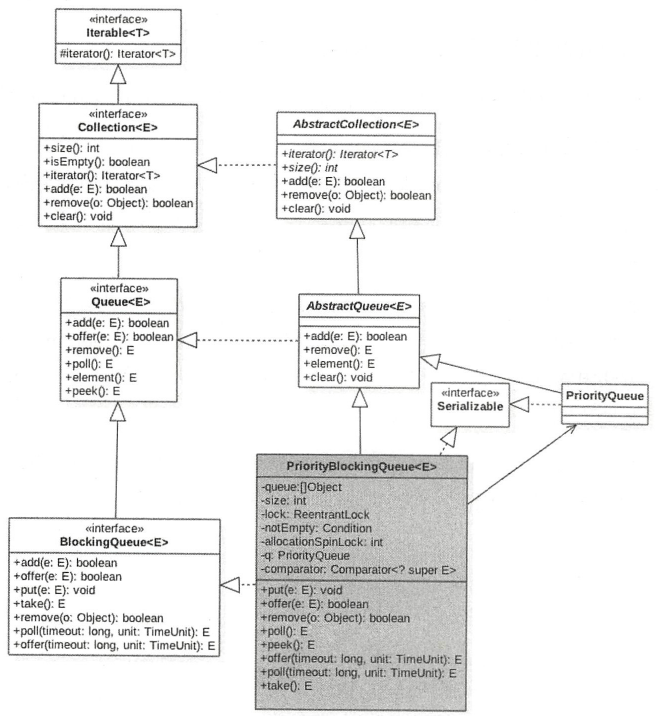 «interface»
Iterable<T>
#iterator(): Iterator<T>
«interface»
Collection<E>
+size(): int
+isEmpty(): boolean
+iterator(): Iterator<T>
+add(e: E): boolean
+remove(o: Object): boolean
+clear(): void
AbstractCollection<E>
+iterator(): Iterator<T>
+size(): int
+add(e: E): boolean
+remove(o: Object): boolean
+clear(): void
«interface»
Queue<E>
+add(e: E): boolean
+offer(e: E): boolean
+remove(): E
+poll(): E
+element(): E
+peek(): E
AbstractQueue<E>
+add(e: E): boolean
+remove(): E
+element(): E
+clear(): void
«interface»
Serializable
PriorityQueue
PriorityBlockingQueue<E>
-queue:[]Object
-size: int
-lock: ReentrantLock
-notEmpty: Condition
-allocationSpinLock: int
-q: PriorityQueue
-comparator: Comparator<? super E>
+put(e: E): void
+offer(e: E): boolean
+remove(o: Object): boolean
+poll(): E
+peek(): E
+offer(timeout: long, unit: TimeUnit): E
+poll(timeout: long, unit: TimeUnit): E
+take(): E
«interface»
BlockingQueue<E>
+add(e: E): boolean
+offer(e: E): boolean
+put(e: E): void
+take(): E
+remove(o: Object): boolean
+poll(timeout: long, unit: TimeUnit): E
+offer(timeout: long, unit: TimeUnit): E